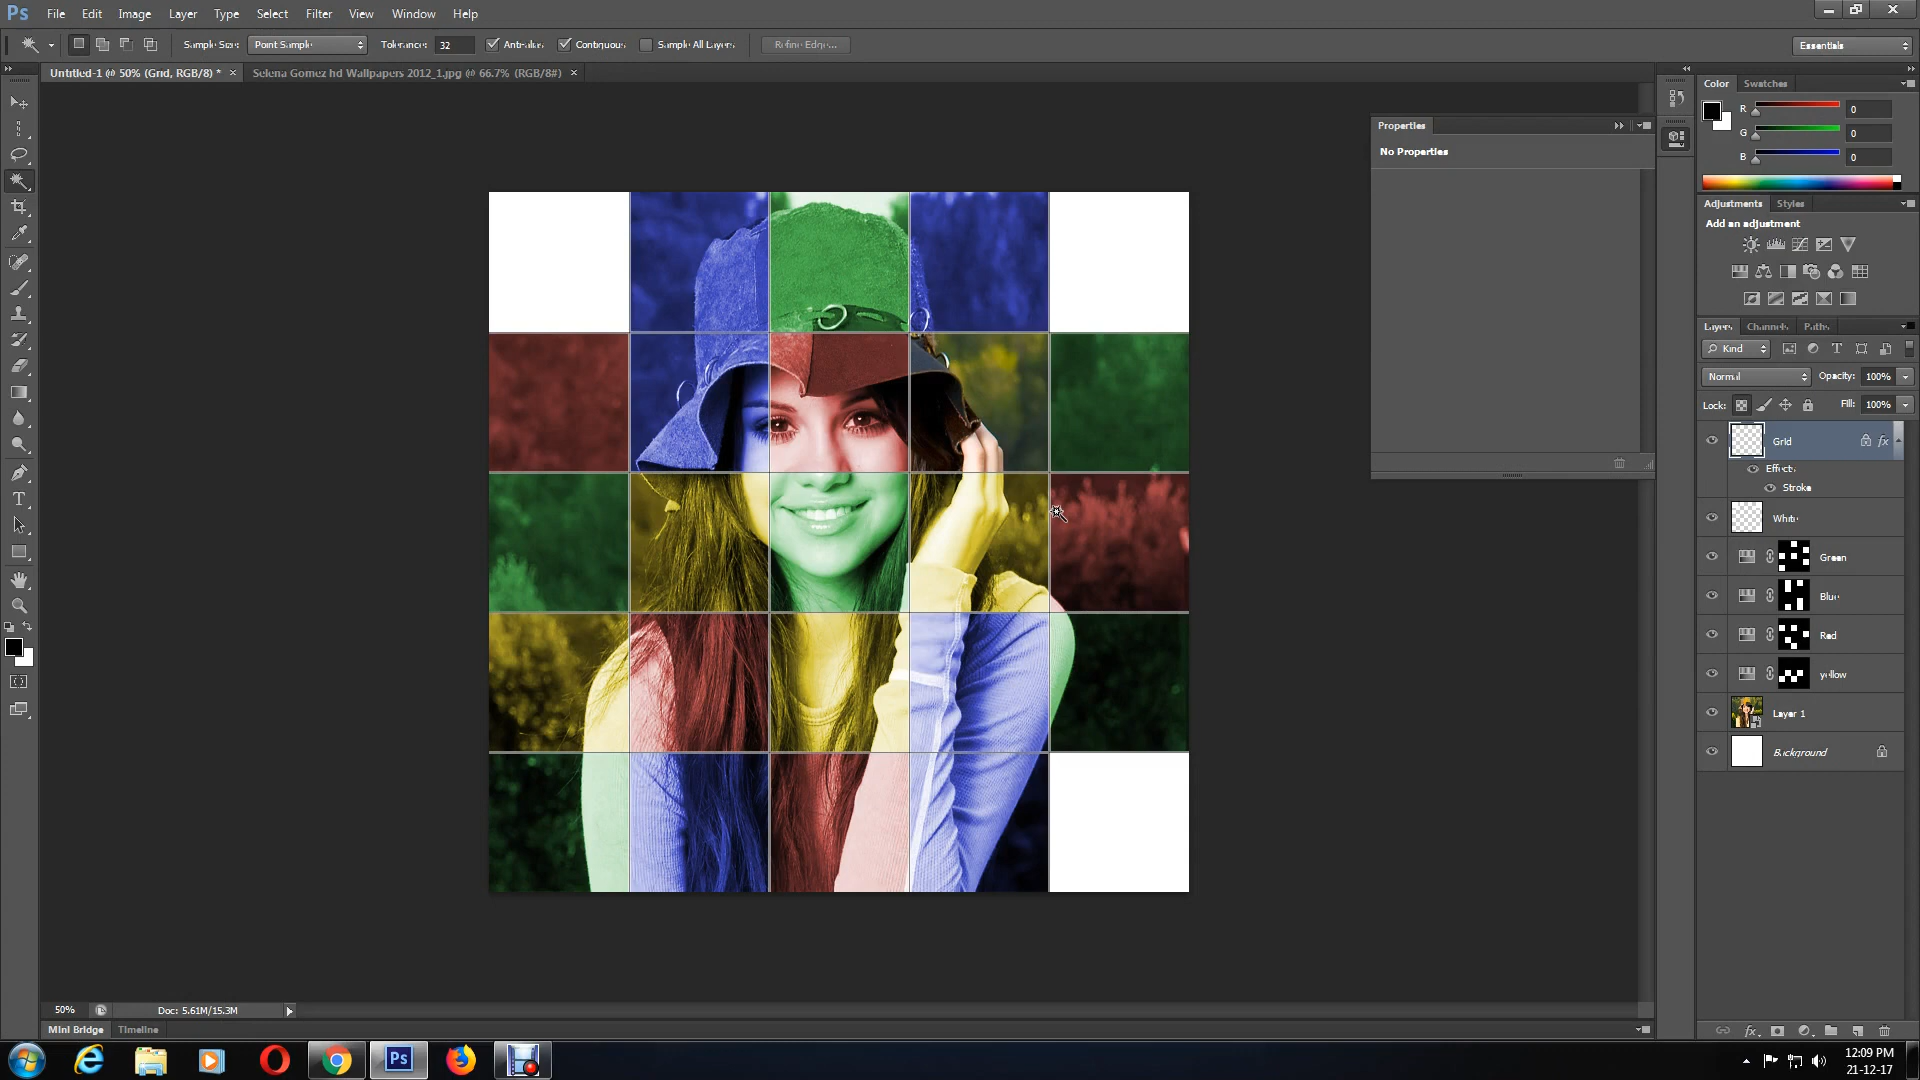 Ps File Edit Image Layer Type Select Filter View Window Help
Sample Size: Point Sample Tolerance: 32 Anti-alias Contiguous Sample All Layers Refine Edge... Essentials
Untitled-1 @ 50% (Grid, RGB/8) * × Selena Gomez hd Wallpapers 2012_1.jpg @ 66.7% (RGB/8#) ×
Color Swatches
R 0
G 0
B 0
Properties
No Properties
Adjustments Styles
Add an adjustment
Layers Channels Paths
Kind
Normal Opacity: 100%
Lock: Fill: 100%
Grid fx
Effects
Stroke
White
Green
Blue
Red
yellow
Layer 1
Background
50% Doc: 5.61M/15.3M
Mini Bridge Timeline
fx
Ps
12:09 PM
21-12-17